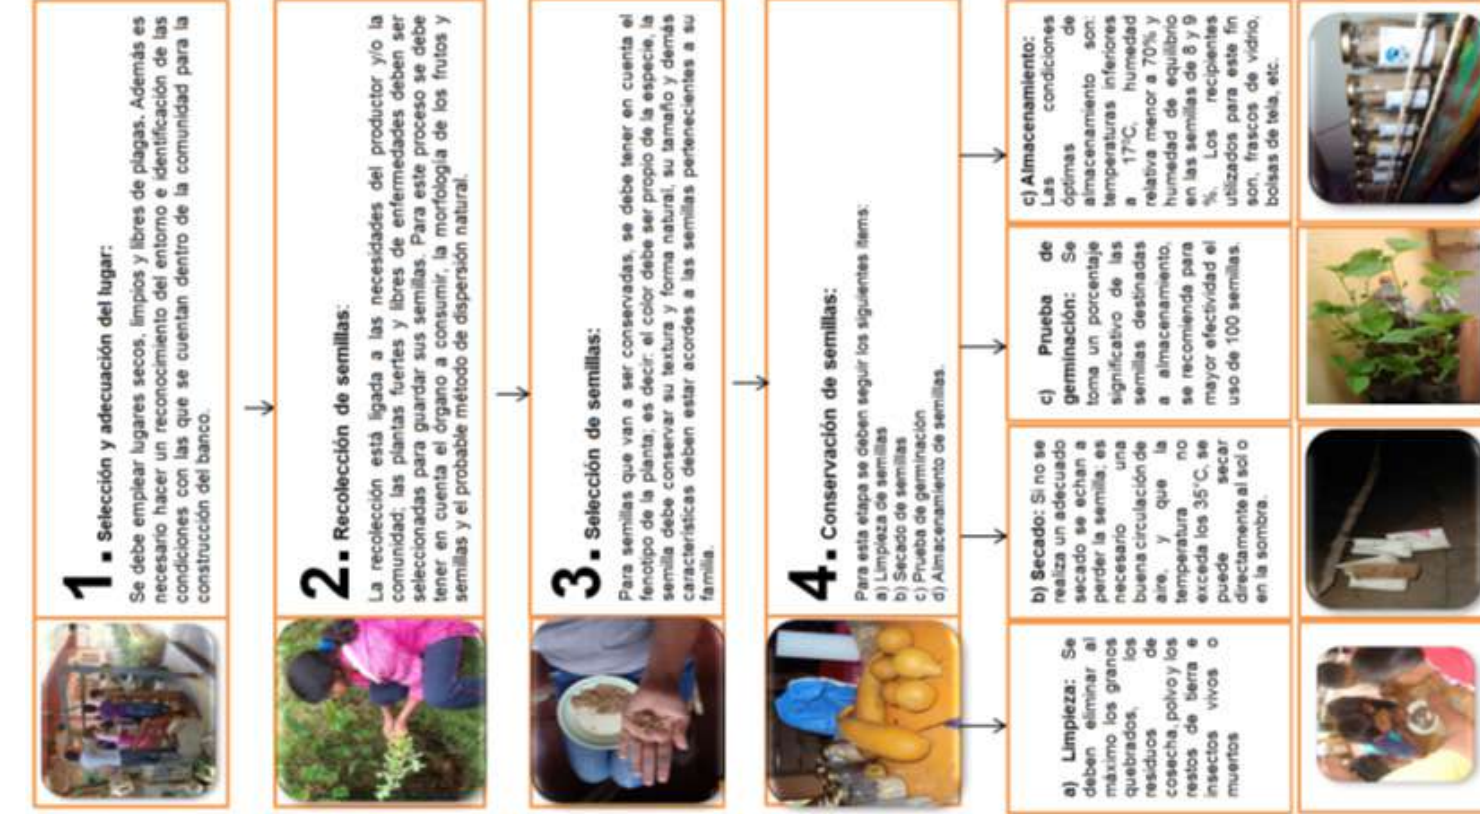 1. Selección y adecuación del lugar:
Se debe emplear lugares secos, limpios y libres de plagas. Además es
necesario hacer un reconocimiento del entorno e identificación de las
condiciones con las que se cuentan dentro de la comunidad para la
construcción del banco.
2. Recolección de semillas:
La recolección está ligada a las necesidades del productor y/o la
comunidad; las plantas fuertes y libres de enfermedades deben ser
seleccionadas para guardar sus semillas. Para este proceso se debe
tener en cuenta el órgano a consumir, la morfología de los frutos y
semillas y el probable método de dispersión natural.
3. Selección de semillas:
Para semillas que van a ser conservadas, se debe tener en cuenta el
fenotipo de la planta; es decir: el color debe ser propio de la especie, la
semilla debe conservar su textura y forma natural, su tamaño y demás
características deben estar acordes a las semillas pertenecientes a su
familia.
4. Conservación de semillas:
Para esta etapa se deben seguir los siguientes items:
a) Limpieza de semillas
b) Secado de semillas
c) Prueba de germinación
d) Almacenamiento de semillas.
a) Limpieza: Se
deben eliminar al
máximo los granos
quebrados, los
residuos de
cosecha, polvo y los
restos de tierra e
insectos vivos o
muertos
b) Secado: Si no se
realiza un adecuado
secado se echan a
perder la semilla; es
necesario una
buena circulación de
aire, y que la
temperatura no
exceda los 35°C, se
puede secar
directamente al sol o
en la sombra.
c) Prueba de
germinación: Se
toma un porcentaje
significativo de las
semillas destinadas
a almacenamiento,
se recomienda para
mayor efectividad el
uso de 100 semillas.
c) Almacenamiento:
Las condiciones
óptimas de
almacenamiento son:
temperaturas inferiores
a 17°C, humedad
relativa menor a 70% y
humedad de equilibrio
en las semillas de 8 y 9
%. Los recipientes
utilizados para este fin
son, frascos de vidrio,
bolsas de tela, etc.